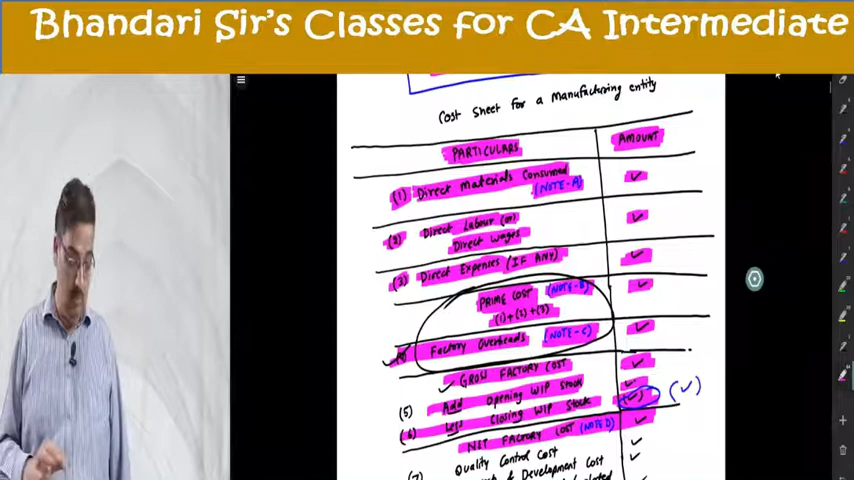 Bhandari Sir's Classes for CA Intermediate
Cost Sheet for a Manufacturing entity
PARTICULARS AMOUNT
(1) Direct Materials Consumed
(NOTE-A)
(2) Direct Labour (or)
Direct Wages
(3) Direct Expenses (IF ANY)
PRIME COST (NOTE-B)
(1)+(2)+(3)
Factory Overheads (NOTE-C)
GROSS FACTORY COST
(5) Add Opening WIP Stock
(6) Less Closing WIP Stock
NET FACTORY COST (NOTE D)
(7) Quality Control Cost
& Development Cost